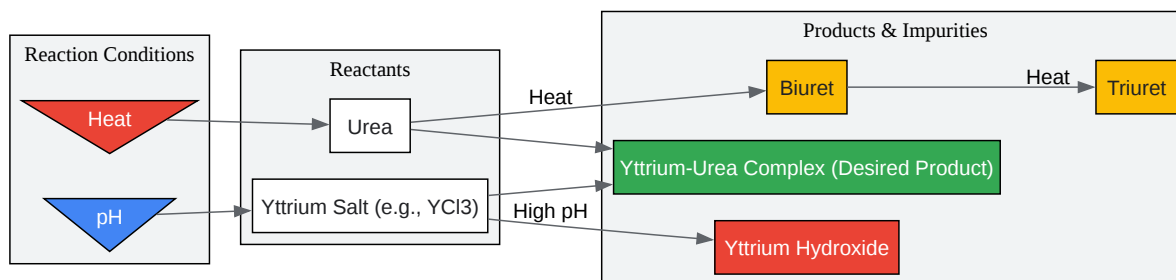 Reaction Conditions
Heat
pH
Reactants
Urea
Yttrium Salt (e.g., YCl3)
Heat
High pH
Products & Impurities
Biuret
Heat
Triuret
Yttrium-Urea Complex (Desired Product)
Yttrium Hydroxide